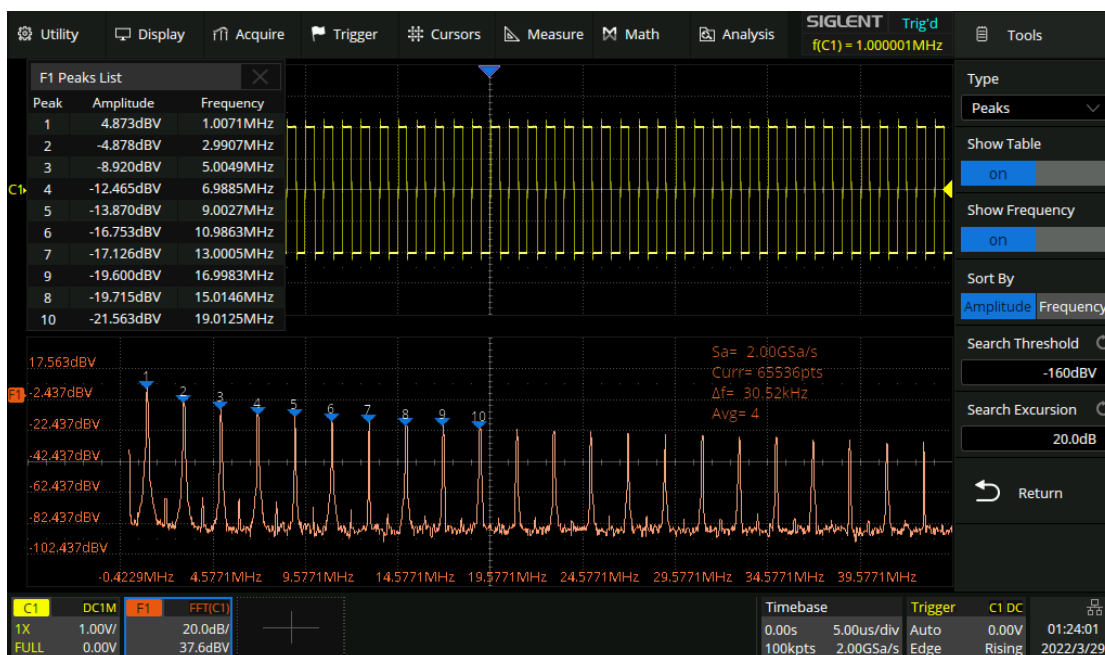 Utility Display Acquire Trigger Cursors Measure Math Analysis SIGLENT Trig'd Tools
f(C1) = 1.000001MHz
F1 Peaks List
Peak Amplitude Frequency
1 4.873dBV 1.0071MHz
2 -4.878dBV 2.9907MHz
3 -8.920dBV 5.0049MHz
4 -12.465dBV 6.9885MHz
5 -13.870dBV 9.0027MHz
6 -16.753dBV 10.9863MHz
7 -17.126dBV 13.0005MHz
9 -19.600dBV 16.9983MHz
8 -19.715dBV 15.0146MHz
10 -21.563dBV 19.0125MHz
C1
Type
Peaks
Show Table
on
Show Frequency
on
Sort By
Amplitude Frequency
Search Threshold
-160dBV
Search Excursion
20.0dB
Return
Sa= 2.00GSa/s
Curr= 65536pts
Δf= 30.52kHz
Avg= 4
17.563dBV
F1 -2.437dBV
-22.437dBV
-42.437dBV
-62.437dBV
-82.437dBV
-102.437dBV
1 2 3 4 5 6 7 8 9 10
-0.4229MHz 4.5771MHz 9.5771MHz 14.5771MHz 19.5771MHz 24.5771MHz 29.5771MHz 34.5771MHz 39.5771MHz
C1 DC1M
1X 1.00V/
FULL 0.00V
F1 FFT(C1)
20.0dB/
37.6dBV
Timebase
0.00s 5.00us/div
100kpts 2.00GSa/s
Trigger C1 DC
Auto 0.00V
Edge Rising
01:24:01
2022/3/29